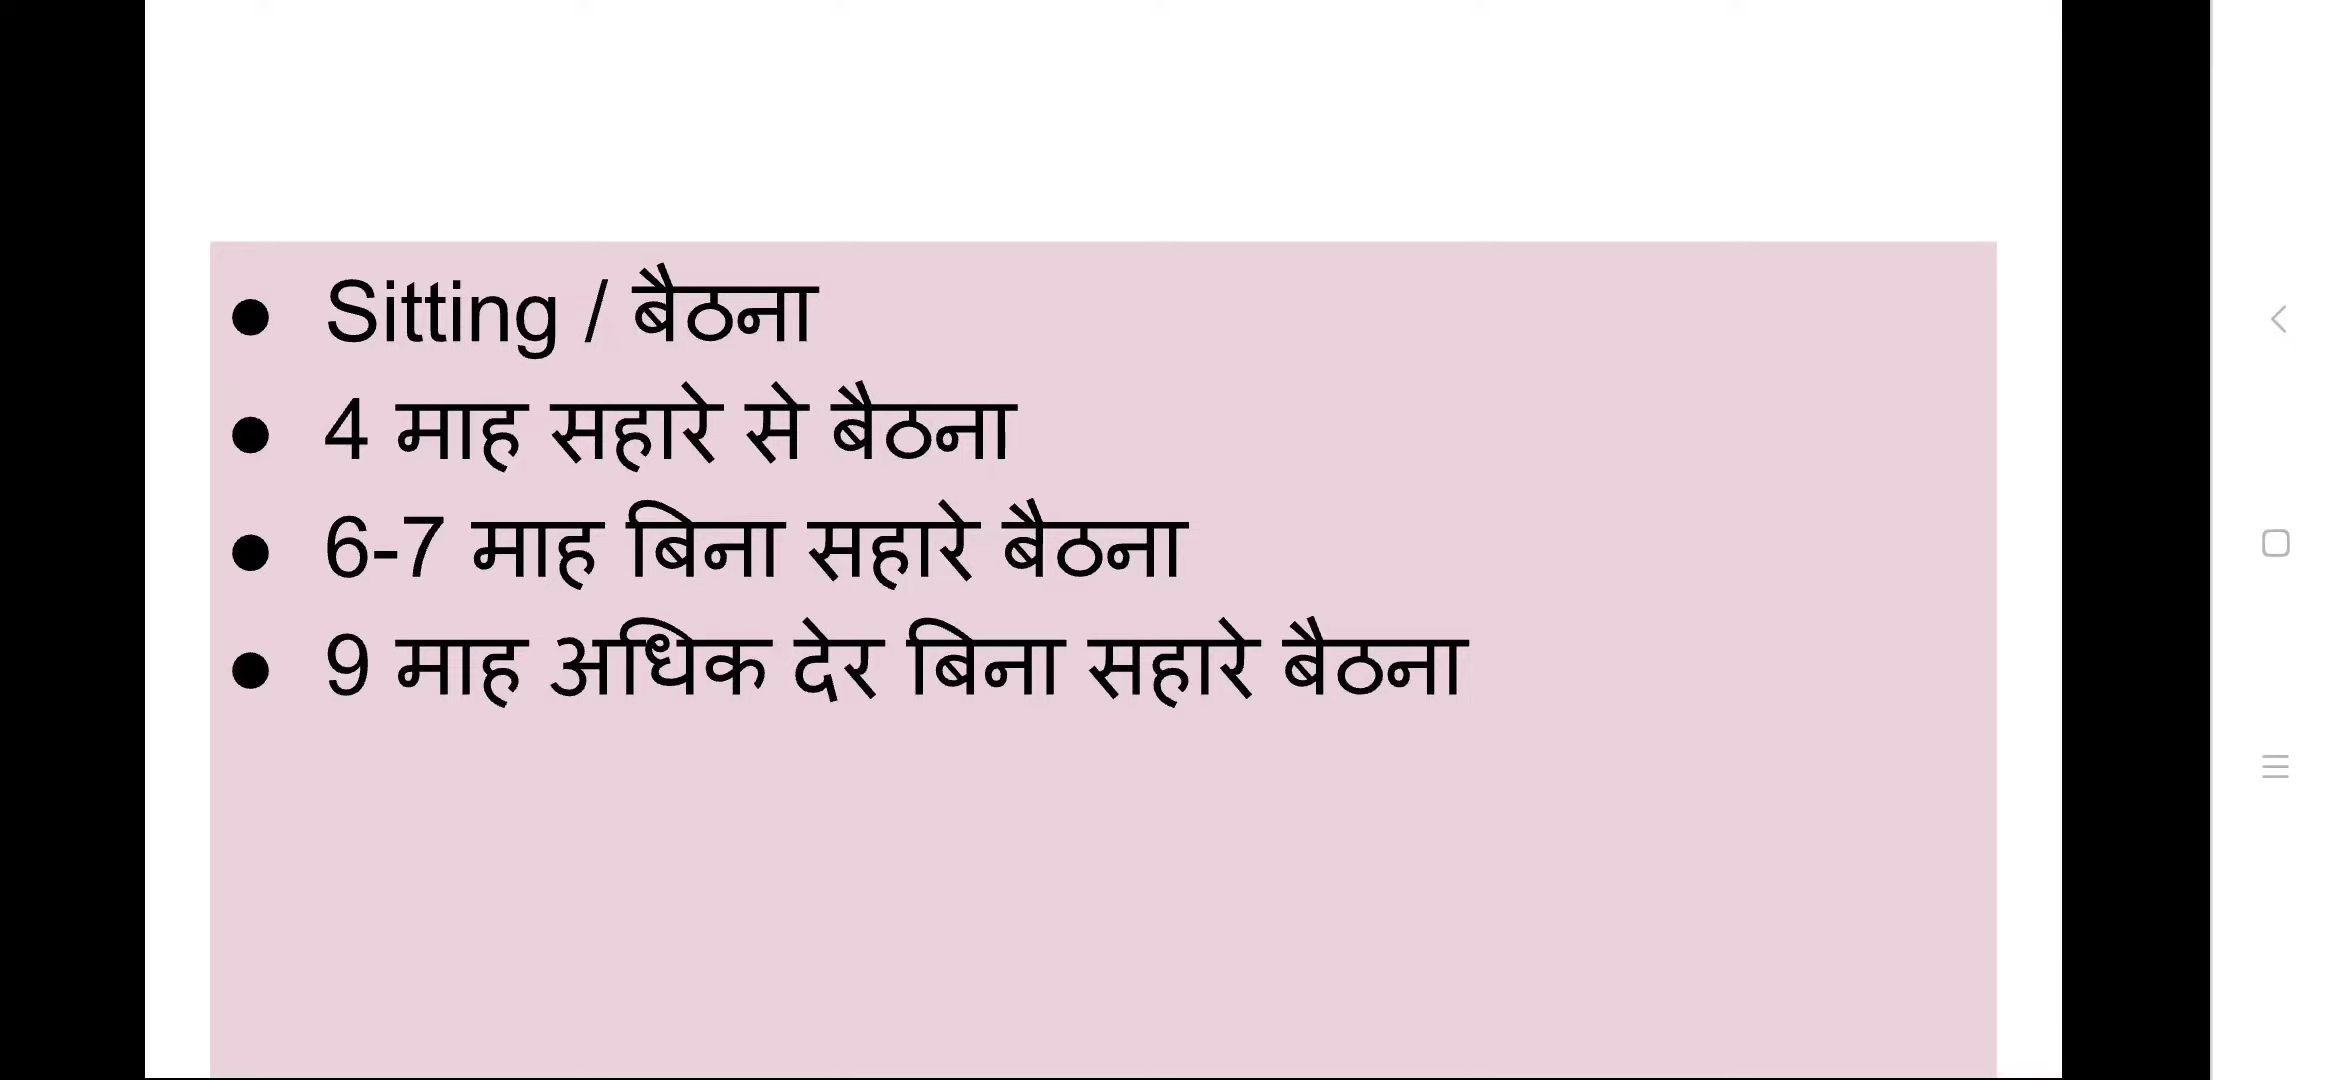 ● Sitting / बैठना
● 4 माह सहारे से बैठना
● 6-7 माह बिना सहारे बैठना
● 9 माह अधिक देर बिना सहारे बैठना